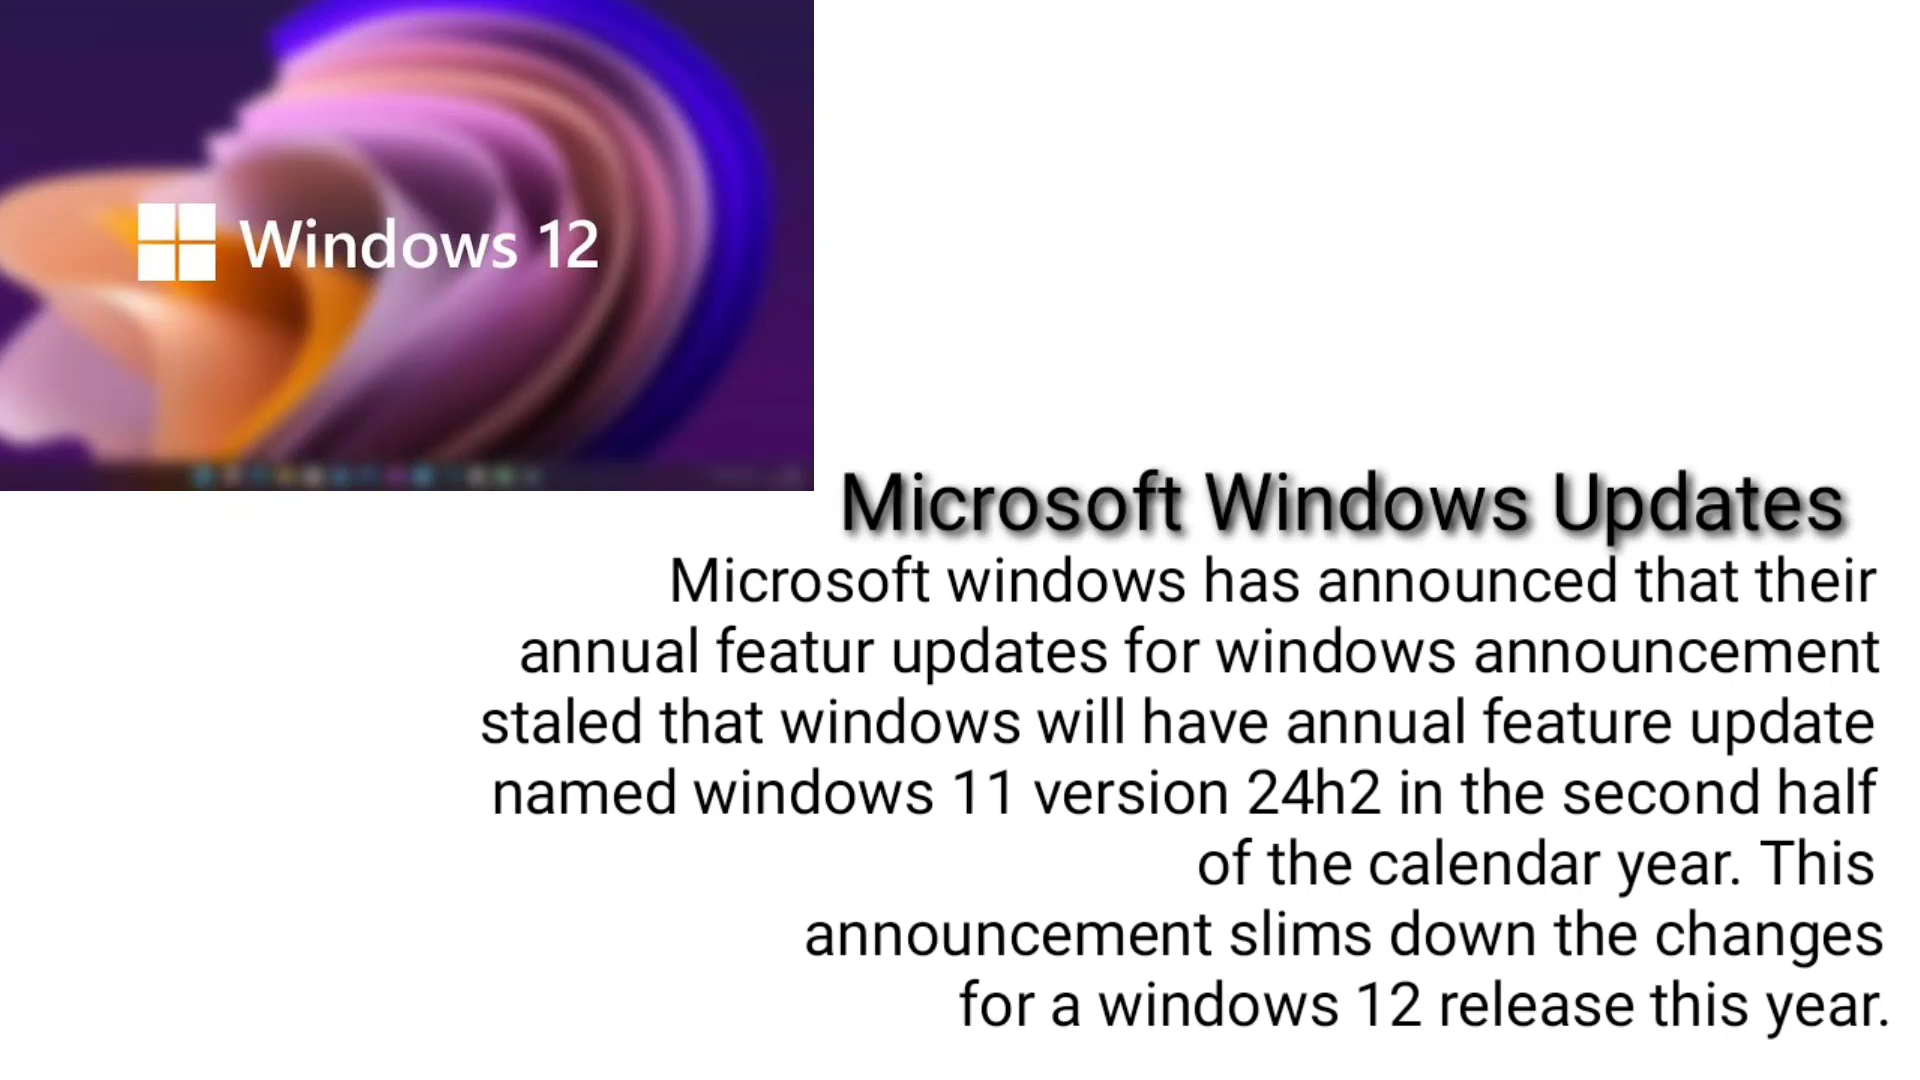 Windows 12
Microsoft Windows Updates
Microsoft windows has announced that their
annual featur updates for windows announcement
staled that windows will have annual feature update
named windows 11 version 24h2 in the second half
of the calendar year. This
announcement slims down the changes
for a windows 12 release this year.